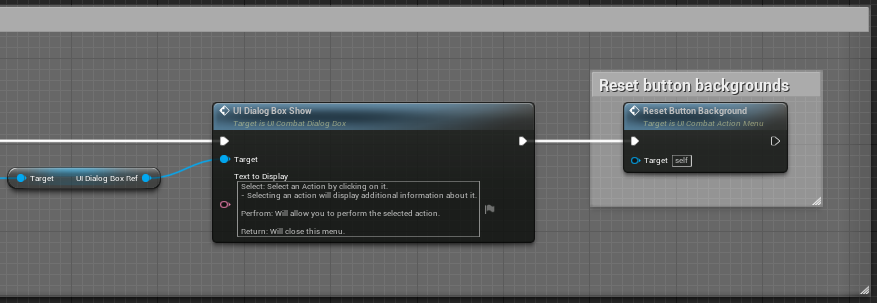 Reset button backgrounds
UI Dialog Box Show
Target is UI Combat Dialog Box
Reset Button Background
Target is UI Combat Action Menu
Target
Target self
Target UI Dialog Box Ref
Text to Display
Select: Select an Action by clicking on it.
- Selecting an action will display additional information about it.
Perfrom: Will allow you to perform the selected action.
Return: Will close this menu.